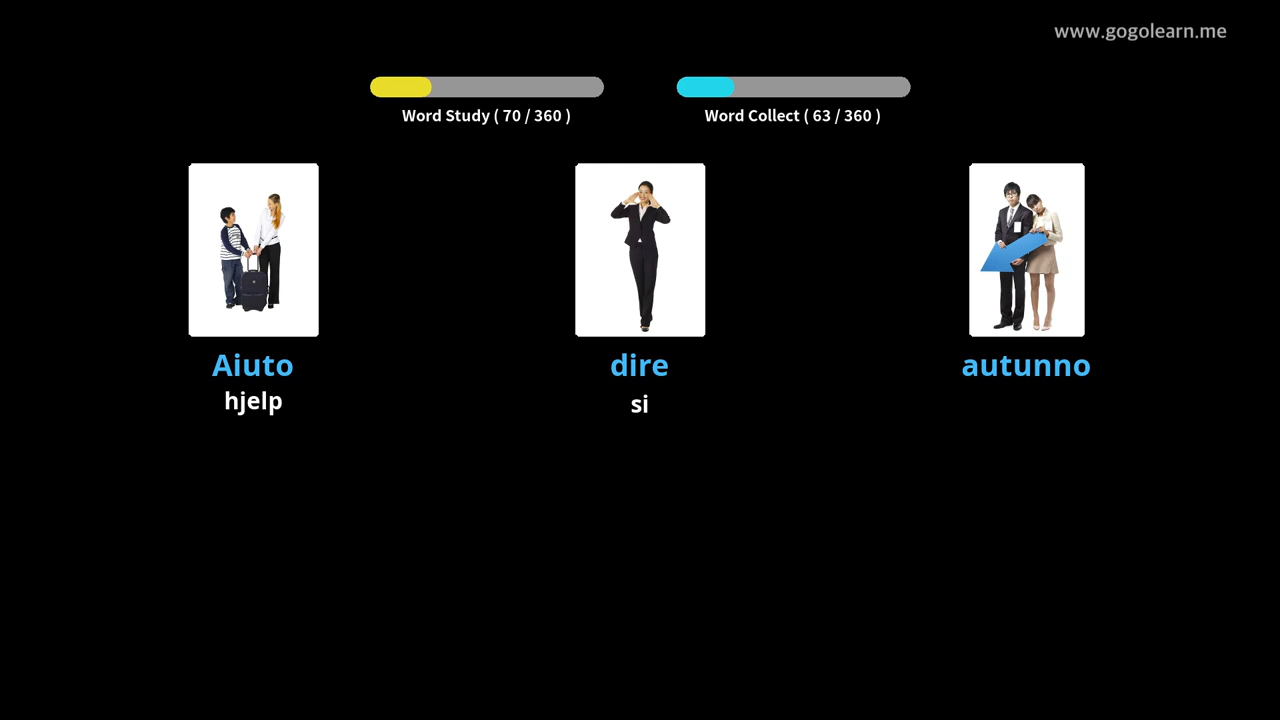 www.gogolearn.me
Word Study ( 70 / 360 )
Word Collect ( 63 / 360 )
Aiuto
hjelp
dire
si
autunno